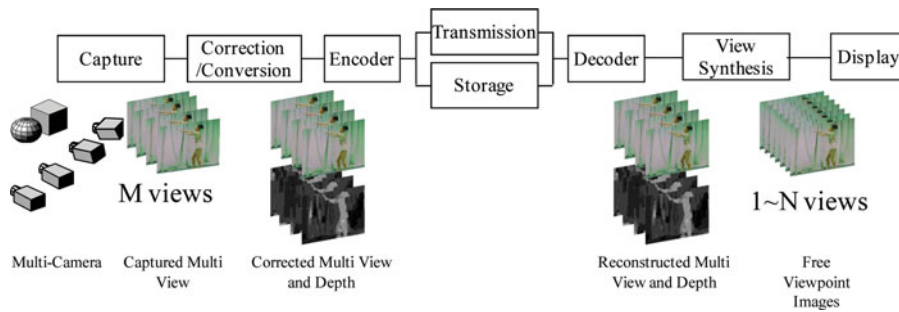 Capture
Correction
/Conversion
Encoder
Transmission
Storage
Decoder
View
Synthesis
Display
M views
1~N views
Multi-Camera
Captured Multi
View
Corrected Multi View
and Depth
Reconstructed Multi
View and Depth
Free
Viewpoint
Images